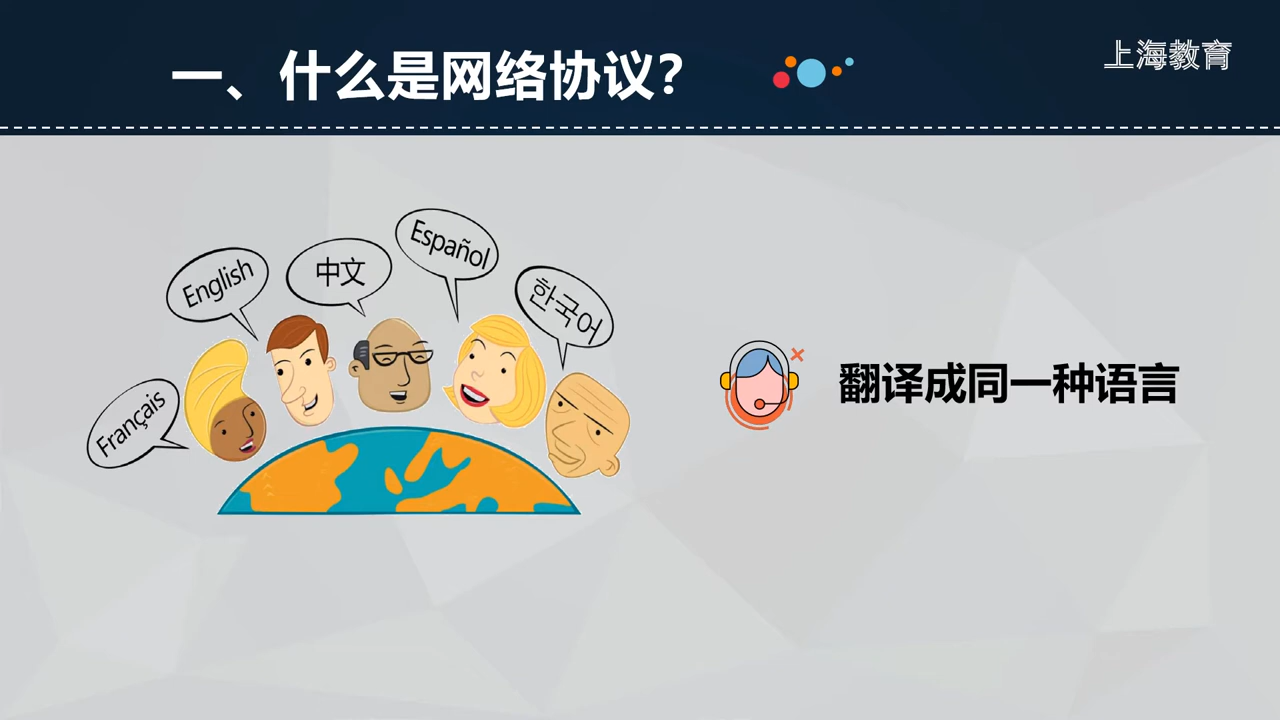 一、什么是网络协议？
上海教育
Français
English
中文
Español
한국어
翻译成同一种语言